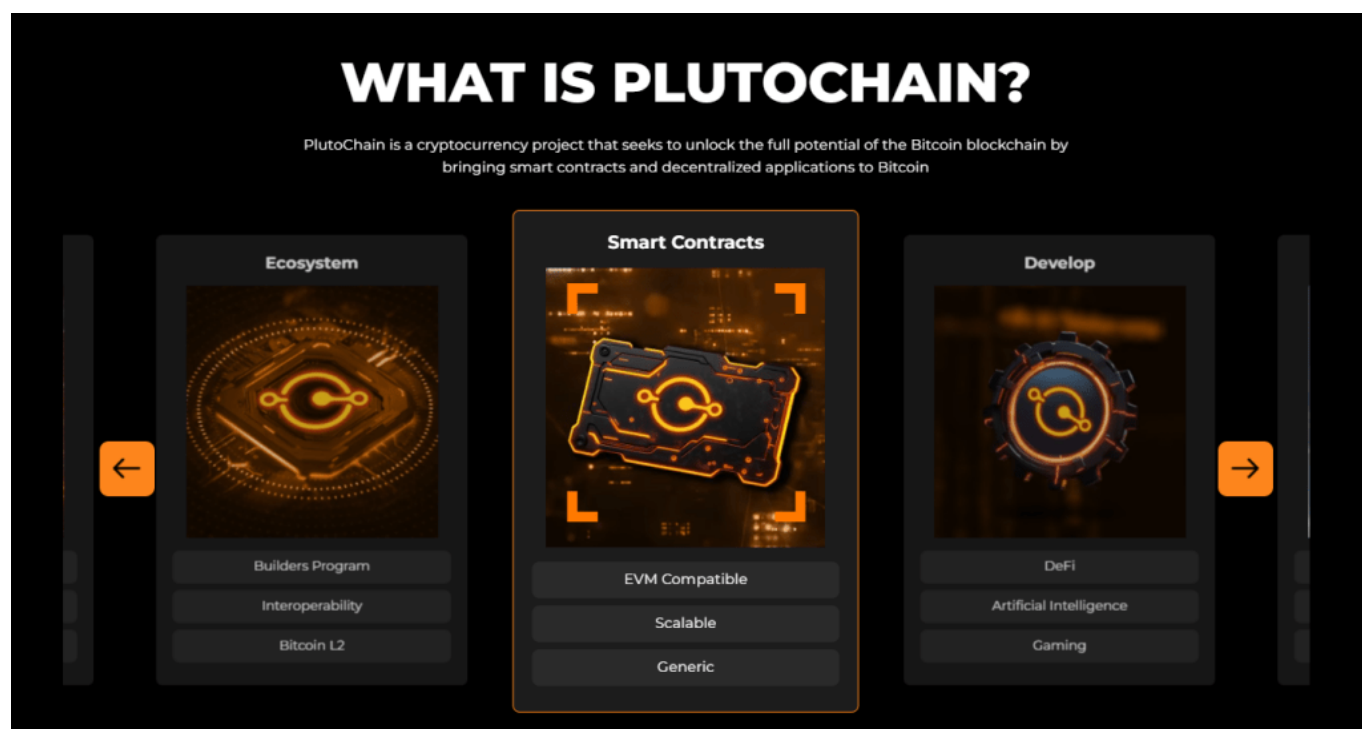 WHAT IS PLUTOCHAIN?
PlutoChain is a cryptocurrency project that seeks to unlock the full potential of the Bitcoin blockchain by
bringing smart contracts and decentralized applications to Bitcoin
Ecosystem
Builders Program
Interoperability
Bitcoin L2
Smart Contracts
EVM Compatible
Scalable
Generic
Develop
DeFi
Artificial Intelligence
Gaming